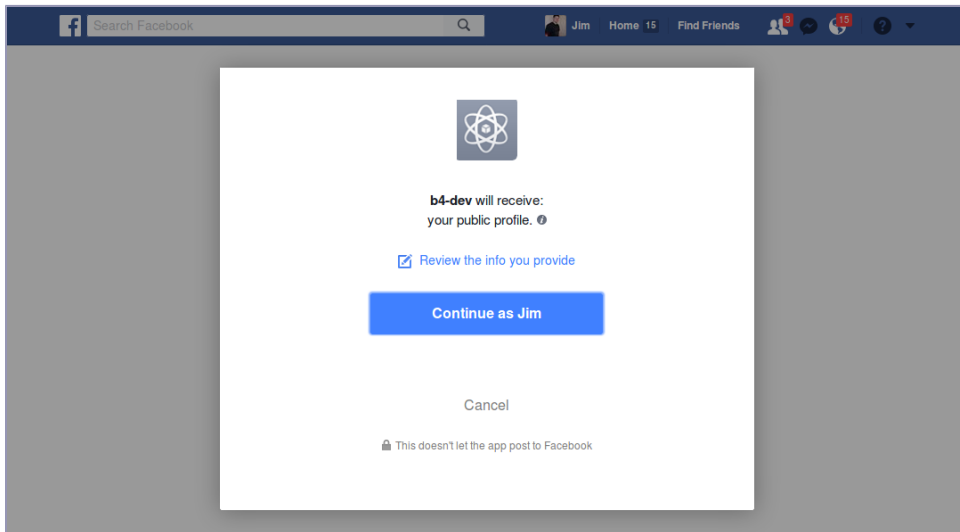 f
Search Facebook
Jim
Home 15
Find Friends
3
15
?
b4-dev will receive:
your public profile. i
Review the info you provide
Continue as Jim
Cancel
This doesn't let the app post to Facebook